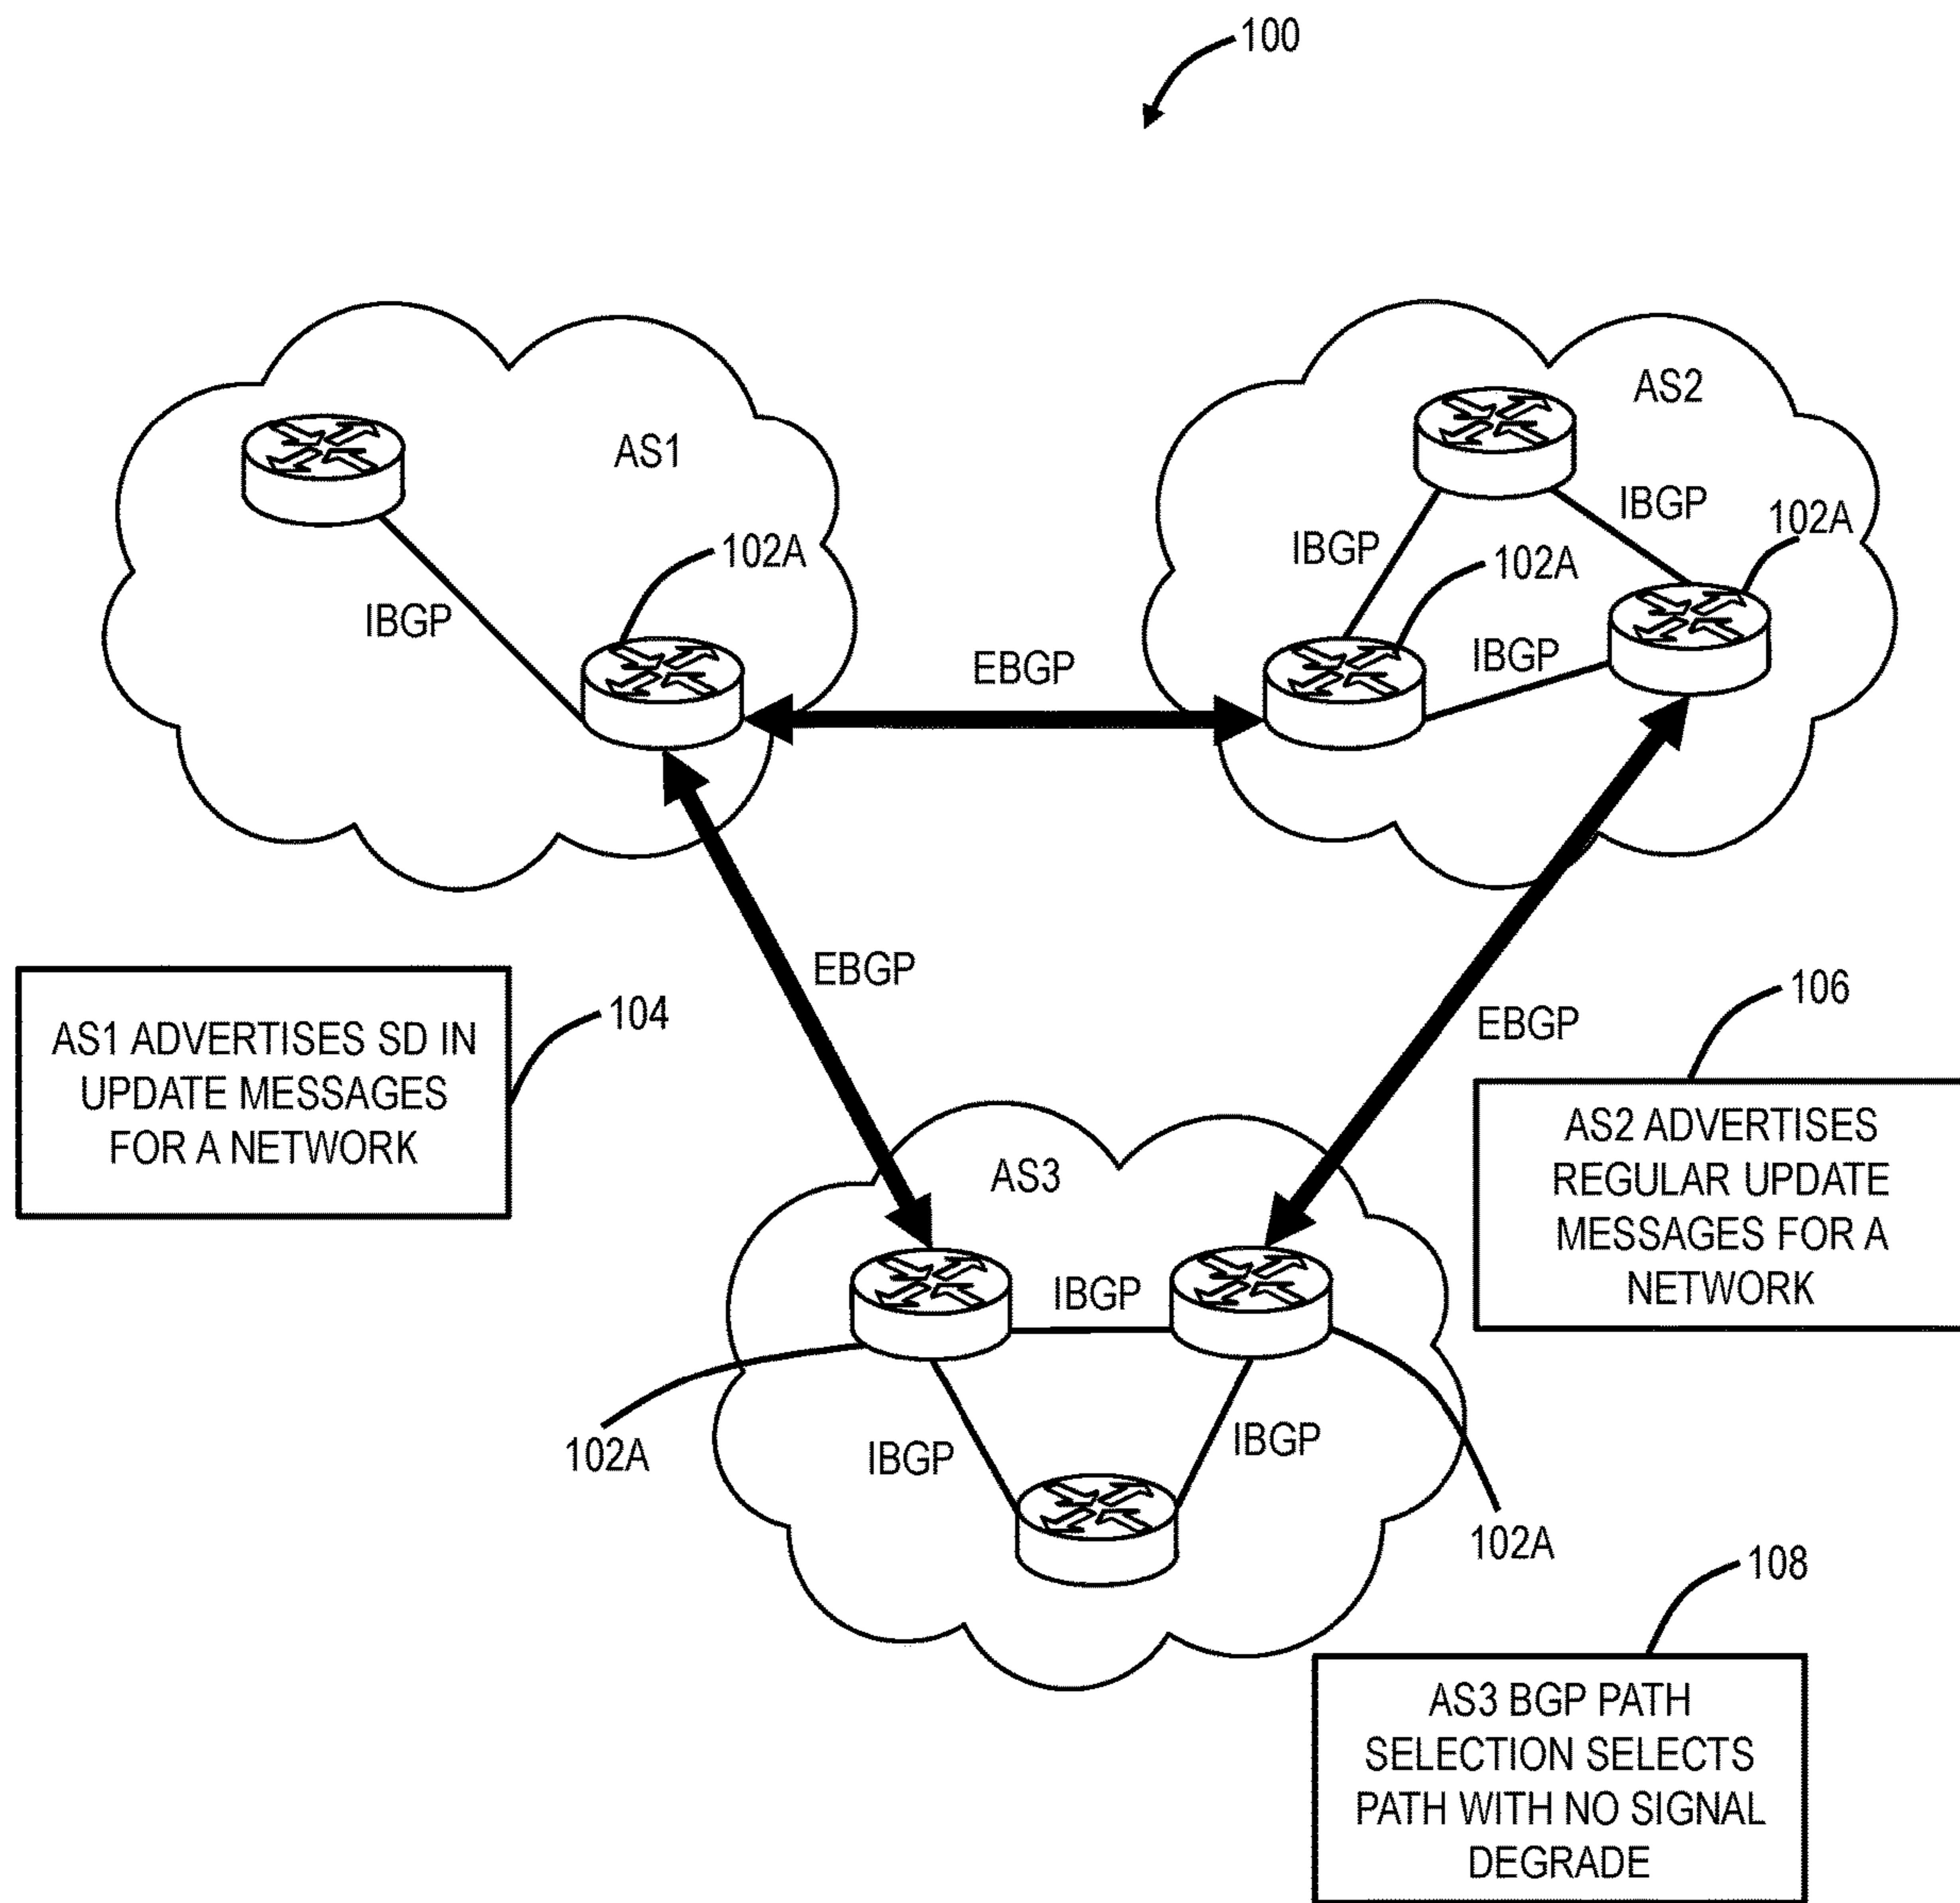 100
AS2
AS1
IBGP
102A
IBGP
102A
102A
IBGP
IBGP
EBGP
EBGP
104
AS1 ADVERTISES SD IN
UPDATE MESSAGES
FOR A NETWORK
106
EBGP
AS2 ADVERTISES
REGULAR UPDATE
MESSAGES FOR A
NETWORK
AS3
IBGP
102A
IBGP
IBGP
102A
108
AS3 BGP PATH
SELECTION SELECTS
PATH WITH NO SIGNAL
DEGRADE